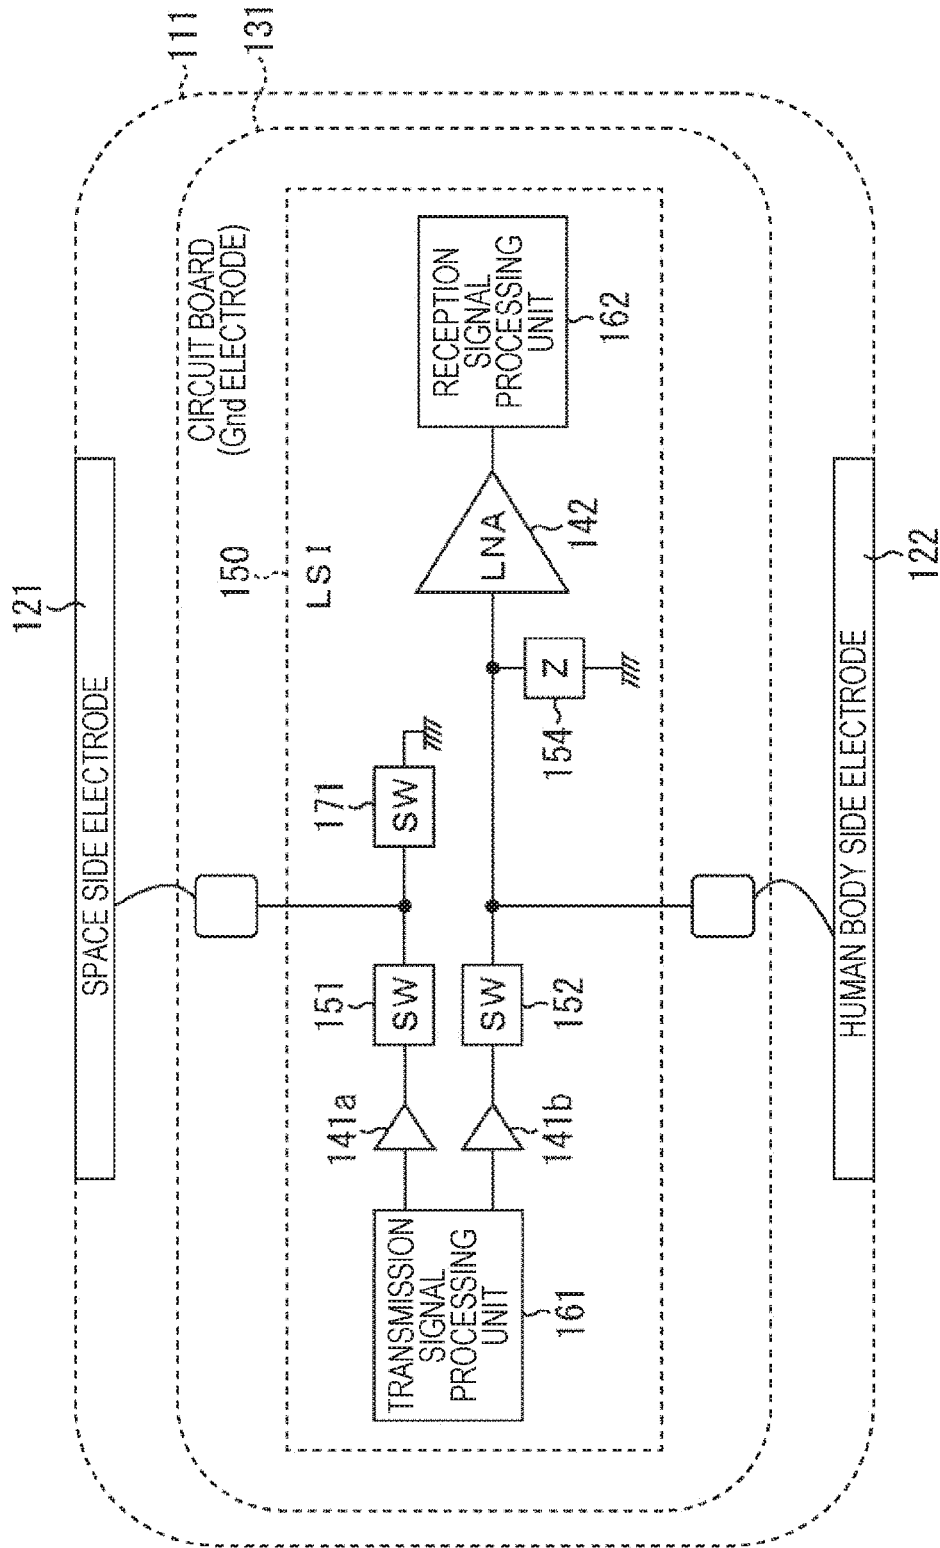 111
131
121
SPACE SIDE ELECTRODE
CIRCUIT BOARD
(Gnd ELECTRODE)
150
LSI
TRANSMISSION
SIGNAL
PROCESSING
UNIT
161
141a
141b
151
SW
SW
152
171
SW
Z
154
LNA
142
RECEPTION
SIGNAL
PROCESSING
UNIT
162
HUMAN BODY SIDE ELECTRODE
122